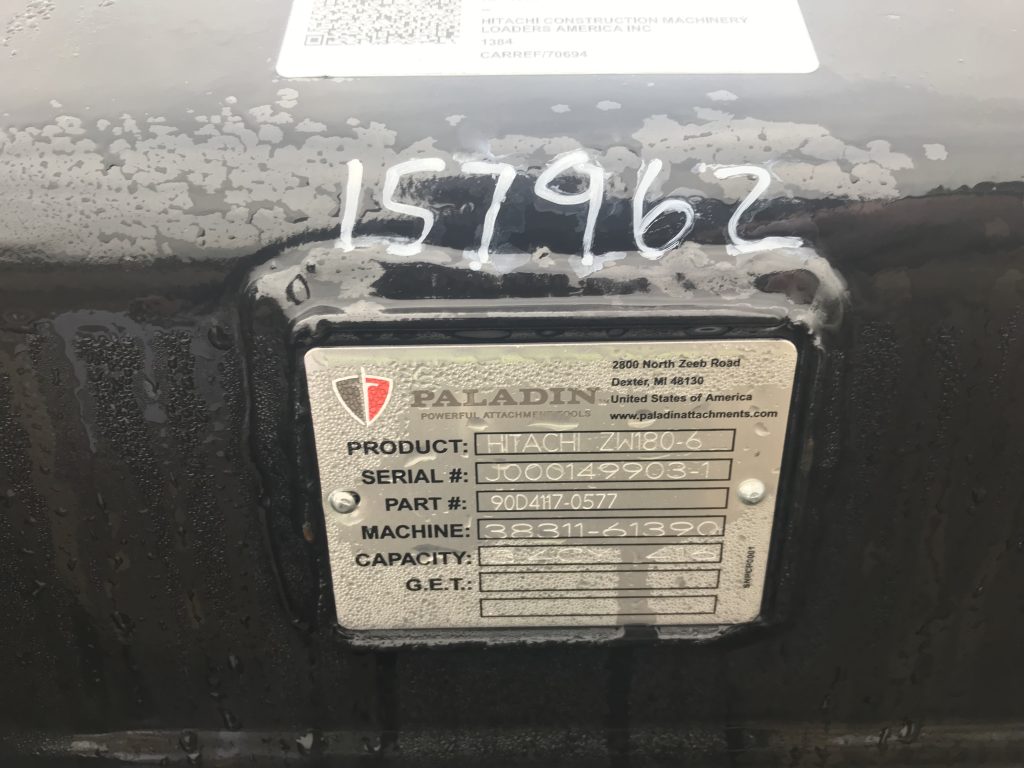 HITACHI CONSTRUCTION MACHINERY
LOADERS AMERICA INC
1384
CARREF/70694
157962
PALADIN
POWERFUL ATTACHMENT TOOLS
2800 North Zeeb Road
Dexter, MI 48130
United States of America
www.paladinattachments.com
PRODUCT: HITACHI ZW180-6
SERIAL #: J000149903-1
PART #: 90D4117-0577
MACHINE: 38311-61390
CAPACITY:
G.E.T.: